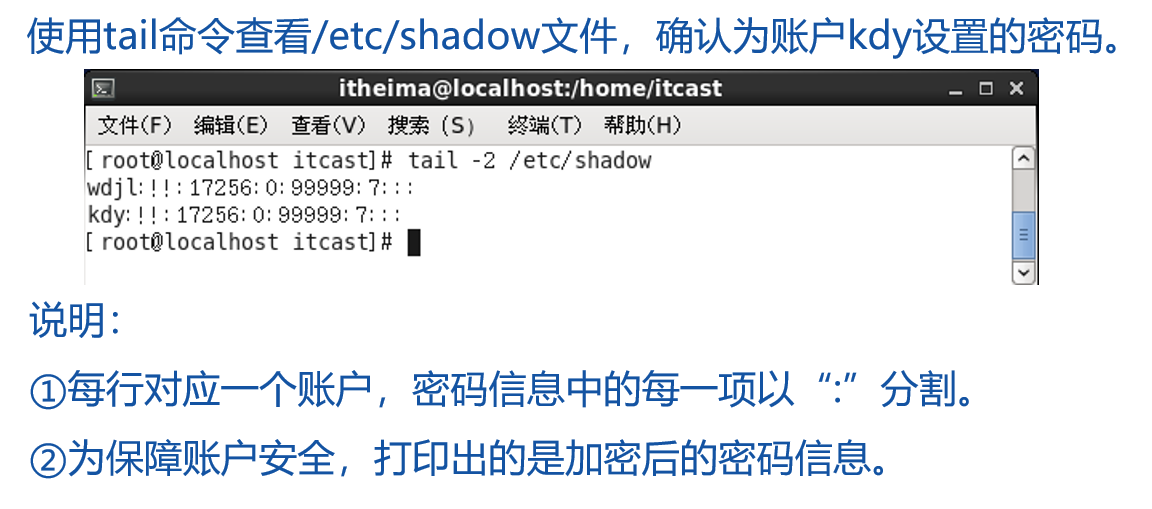 使用tail命令查看/etc/shadow文件，确认为账户kdy设置的密码。
itheima@localhost:/home/itcast
文件(F) 编辑(E) 查看(V) 搜索 (S) 终端(T) 帮助(H)
[root@localhost itcast]# tail -2 /etc/shadow
wdjl:!!:17256:0:99999:7:::
kdy:!!:17256:0:99999:7:::
[root@localhost itcast]#
说明：
①每行对应一个账户，密码信息中的每一项以“:”分割。
②为保障账户安全，打印出的是加密后的密码信息。